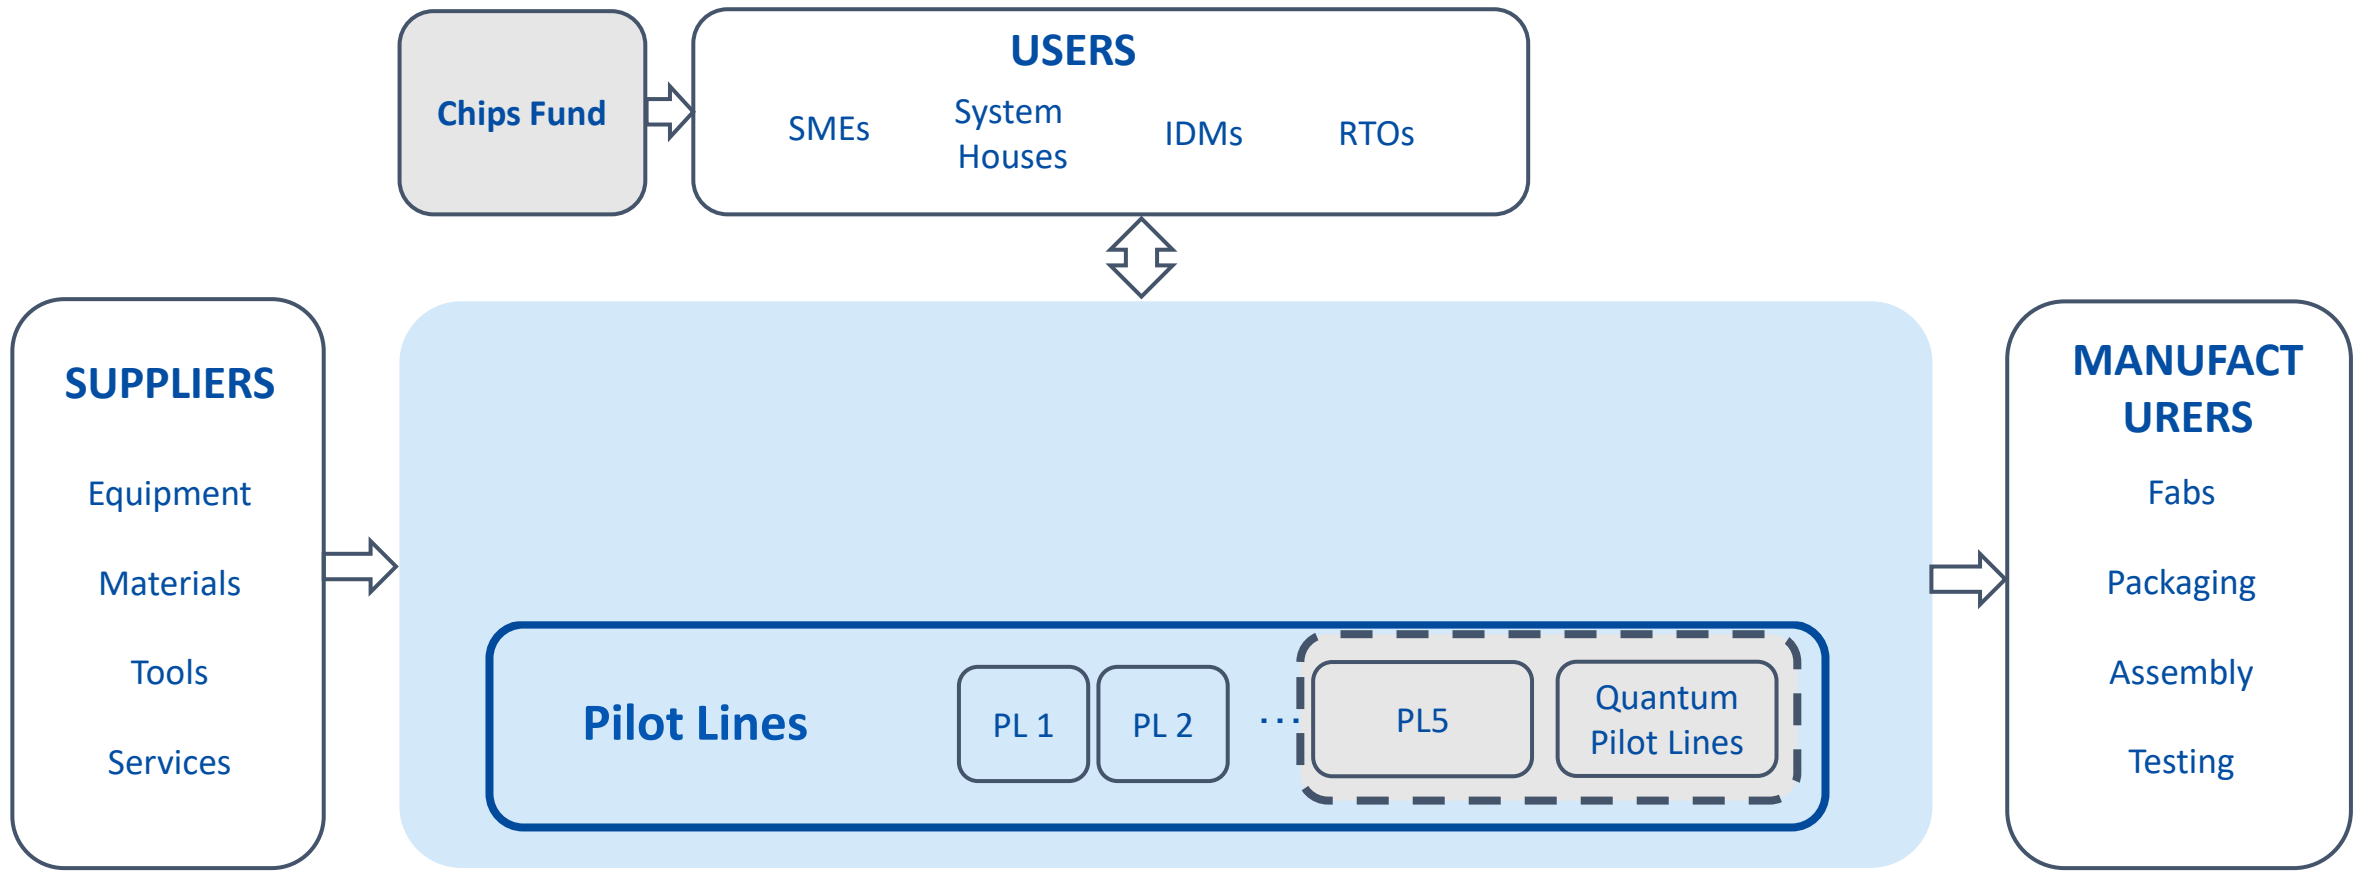 Chips Fund
USERS
SMEs
System
Houses
IDMs
RTOs
SUPPLIERS
Equipment
Materials
Tools
Services
Pilot Lines
PL 1
PL 2
...
PL5
Quantum
Pilot Lines
MANUFACT
URERS
Fabs
Packaging
Assembly
Testing